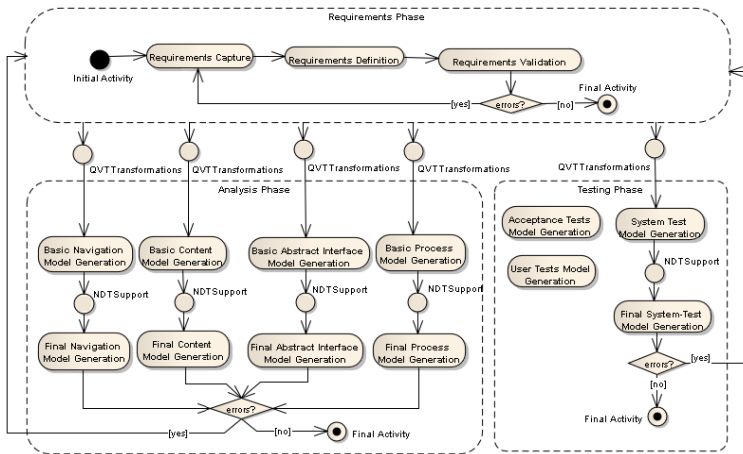 Requirements Phase
Initial Activity
Requirements Capture
Requirements Definition
Requirements Validation
Final Activity
errors?
[yes]
[no]
QVTTransformations
QVTTransformations
QVTTransformations
QVTTransformations
QVTTransformations
Analysis Phase
Basic Navigation
Model Generation
Basic Content
Model Generation
Basic Abstract Interface
Model Generation
Basic Process
Model Generation
NDTSupport
NDTSupport
NDTSupport
NDTSupport
Final Navigation
Model Generation
Final Content
Model Generation
Final Abstract Interface
Model Generation
Final Process
Model Generation
errors?
[yes]
[no]
Final Activity
Testing Phase
Acceptance Tests
Model Generation
System Test
Model Generation
User Tests Model
Generation
NDTSupport
Final System-Test
Model Generation
errors?
[yes]
[no]
Final Activity